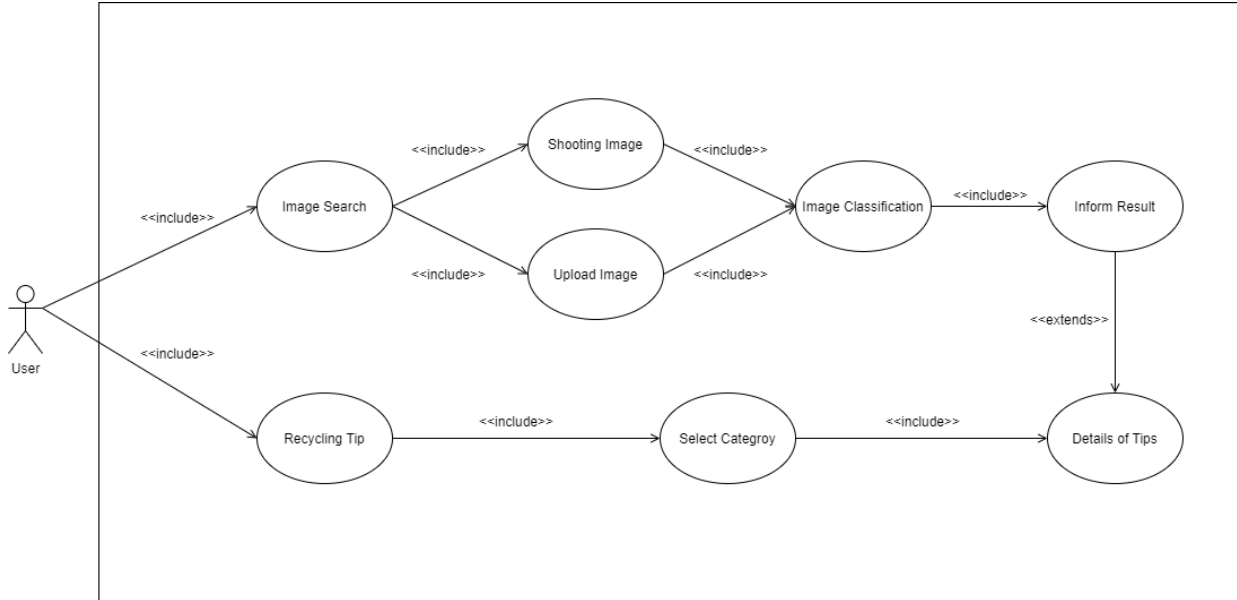 Shooting Image
<<include>>
<<include>>
Image Search
Image Classification
<<include>>
Inform Result
<<include>>
Upload Image
<<include>>
<<include>>
<<extends>>
User
<<include>>
Recycling Tip
<<include>>
Select Categroy
<<include>>
Details of Tips